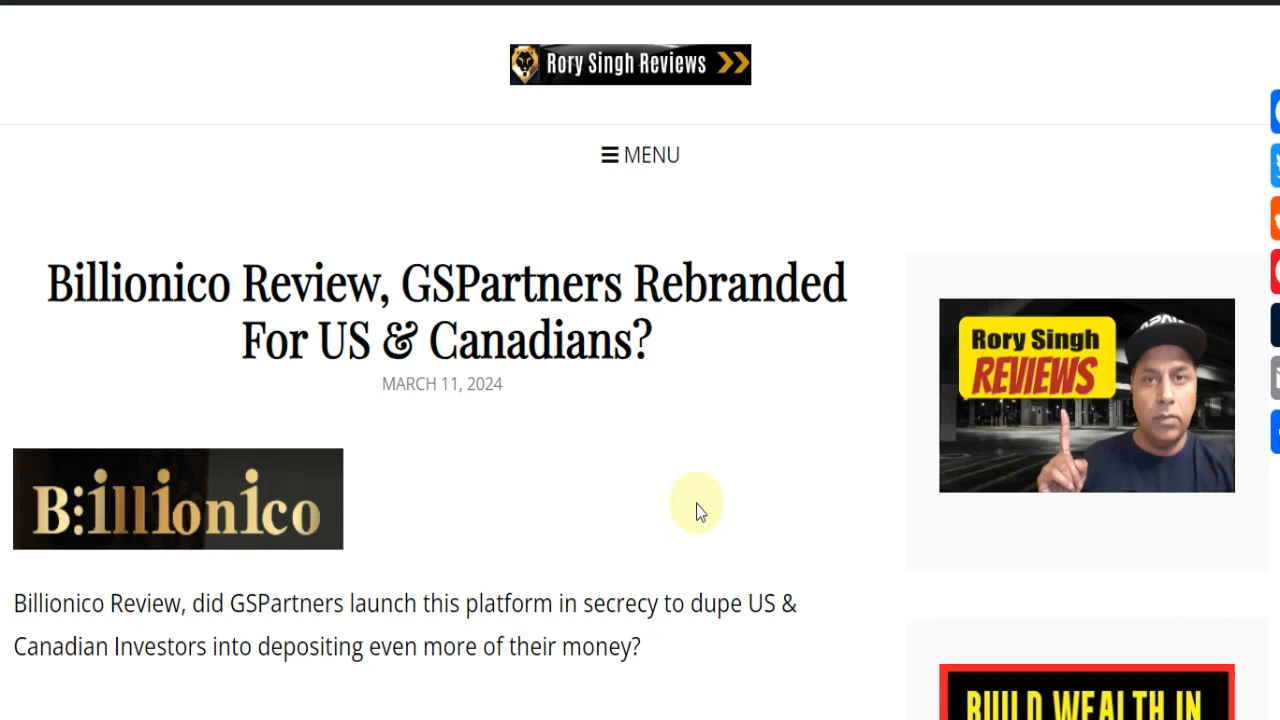 Rory Singh Reviews
MENU
Billionico Review, GSPartners Rebranded
For US & Canadians?
MARCH 11, 2024
Billionico
Billionico Review, did GSPartners launch this platform in secrecy to dupe US &
Canadian Investors into depositing even more of their money?
Rory Singh
REVIEWS
BUILD WEALTH IN